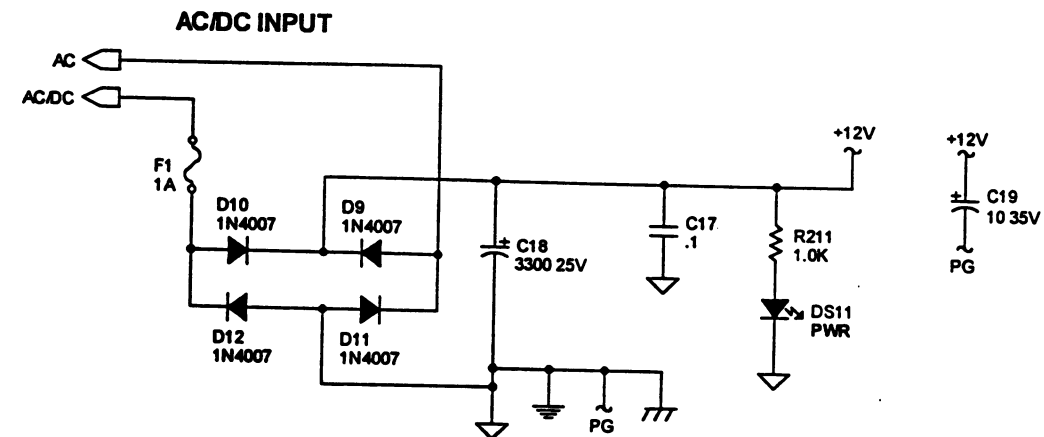 AC/DC INPUT
AC
AC/DC
F1
1A
D10
1N4007
D9
1N4007
D12
1N4007
D11
1N4007
C18
3300 25V
C17
.1
+12V
R211
1.0K
DS11
PWR
PG
+12V
C19
10 35V
PG